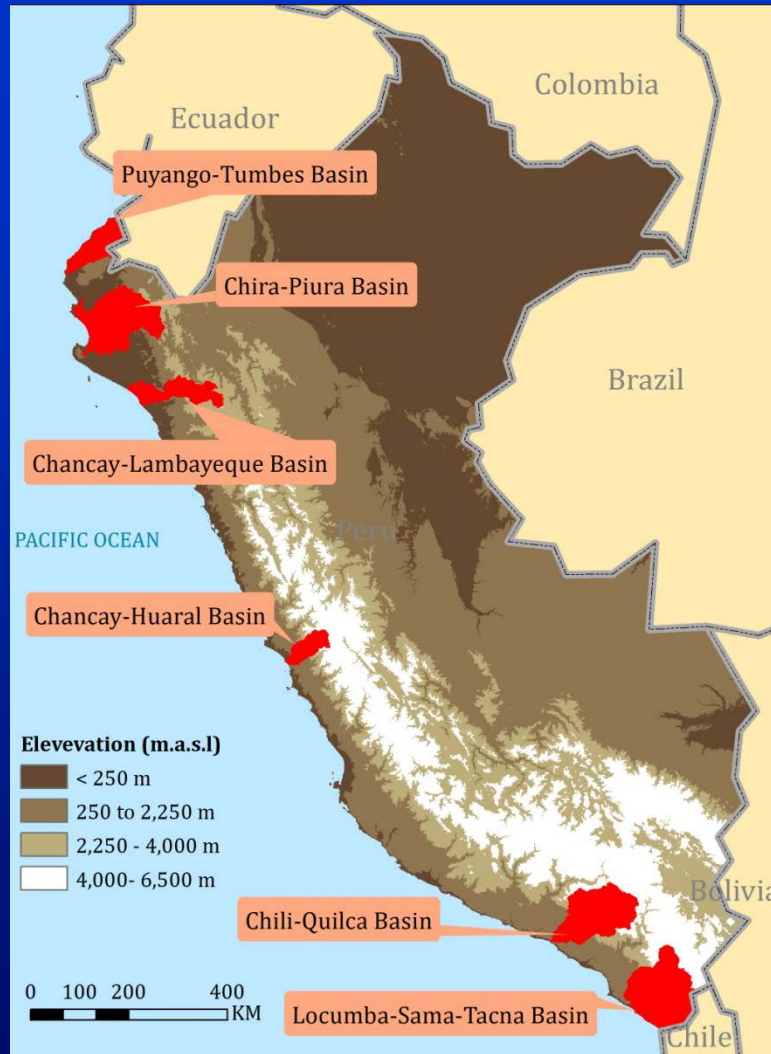 Colombia
Ecuador
Puyango-Tumbes Basin
Chira-Piura Basin
Brazil
Chancay-Lambayeque Basin
Peru
PACIFIC OCEAN
Chancay-Huaral Basin
Elevevation (m.a.s.l)
< 250 m
250 to 2,250 m
2,250 - 4,000 m
4,000- 6,500 m
Bolivia
Chili-Quilca Basin
0 100 200 400
KM
Locumba-Sama-Tacna Basin
Chile